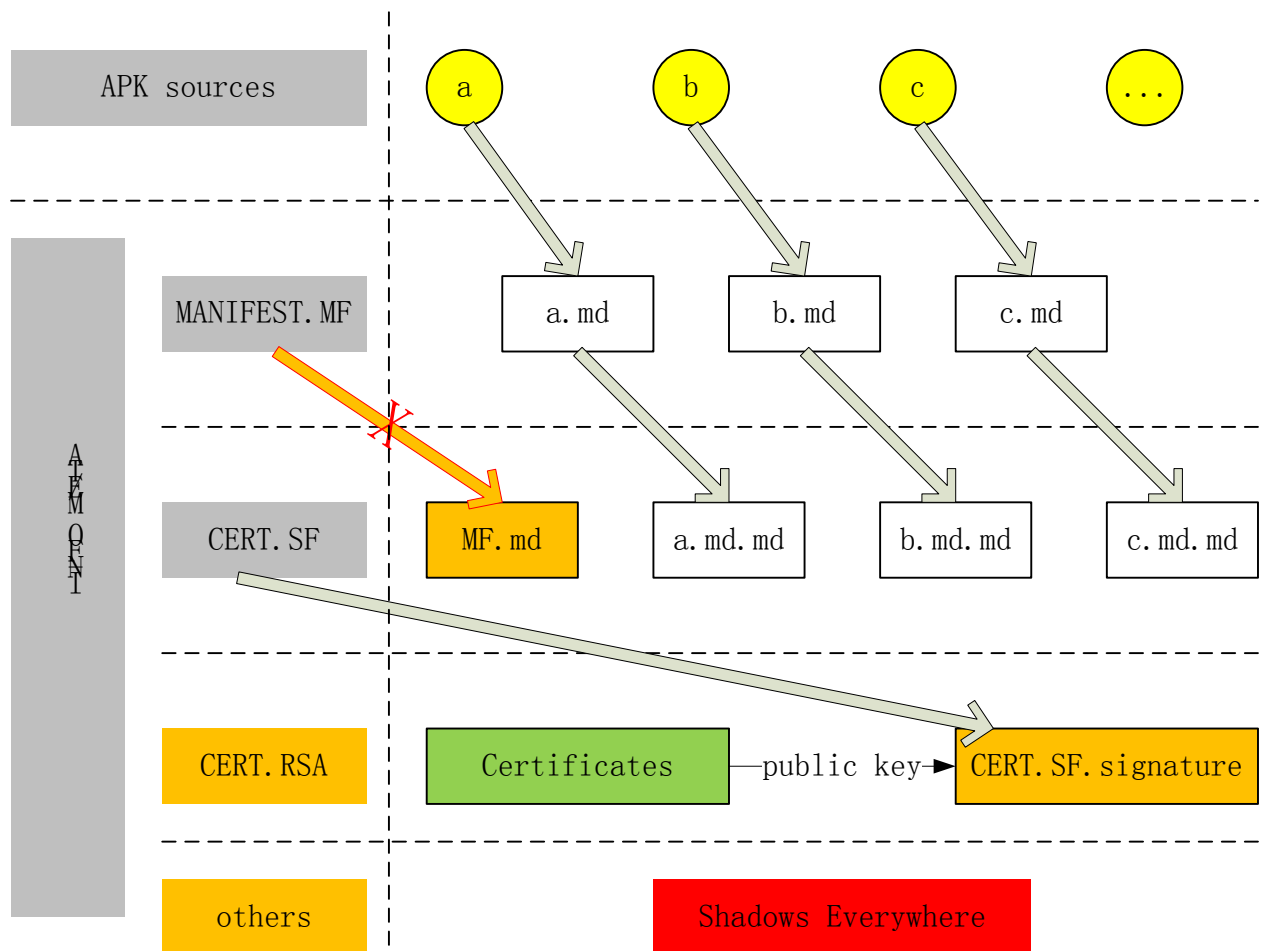 APK sources
a
b
c
...
MANIFEST.MF
a.md
b.md
c.md
X
CERT.SF
MF.md
a.md.md
b.md.md
c.md.md
CERT.RSA
Certificates
public key
CERT.SF.signature
others
Shadows Everywhere